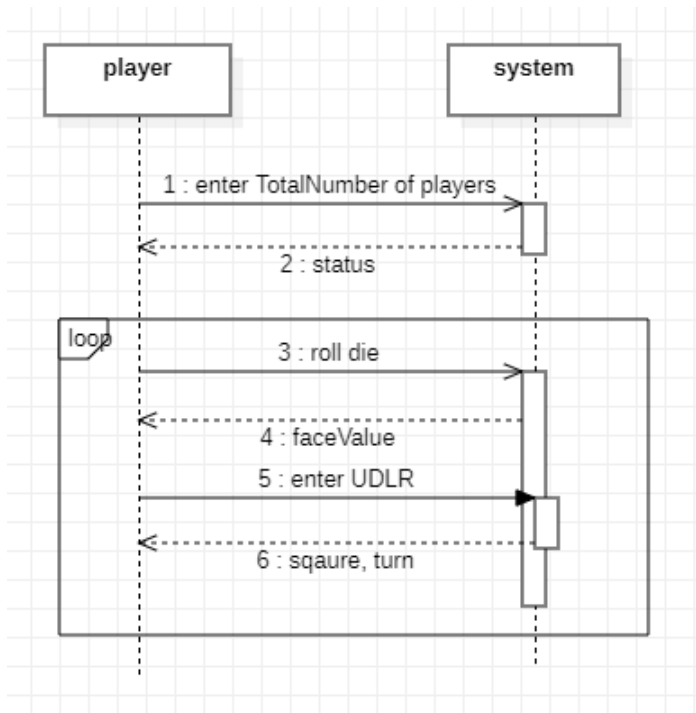 player
system
1 : enter TotalNumber of players
2 : status
loop
3 : roll die
4 : faceValue
5 : enter UDLR
6 : sqaure, turn